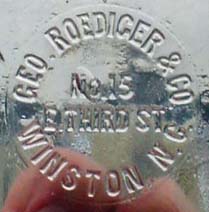 GEO ROEDIGER & CO
No. 15
E. THIRD ST.
WINSTON N.C.